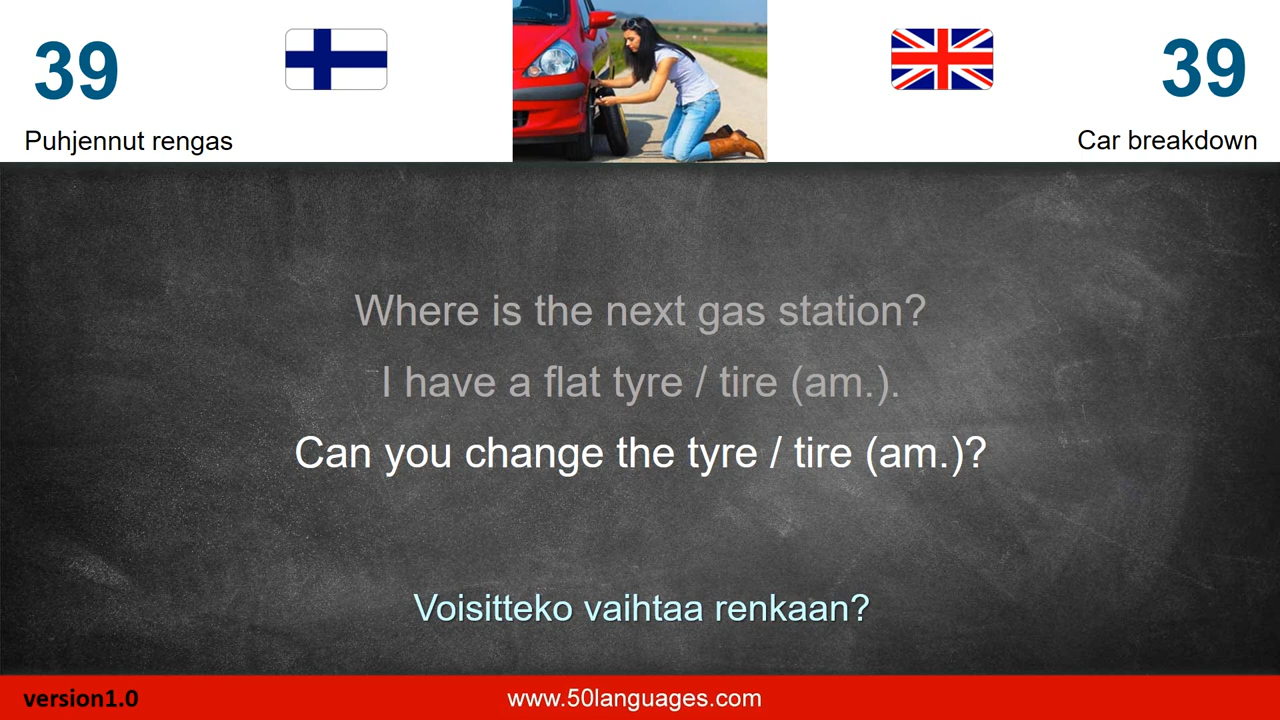 39
39
Puhjennut rengas
Car breakdown
Where is the next gas station?
I have a flat tyre / tire (am.).
Can you change the tyre / tire (am.)?
Voisitteko vaihtaa renkaan?
version1.0
www.50languages.com